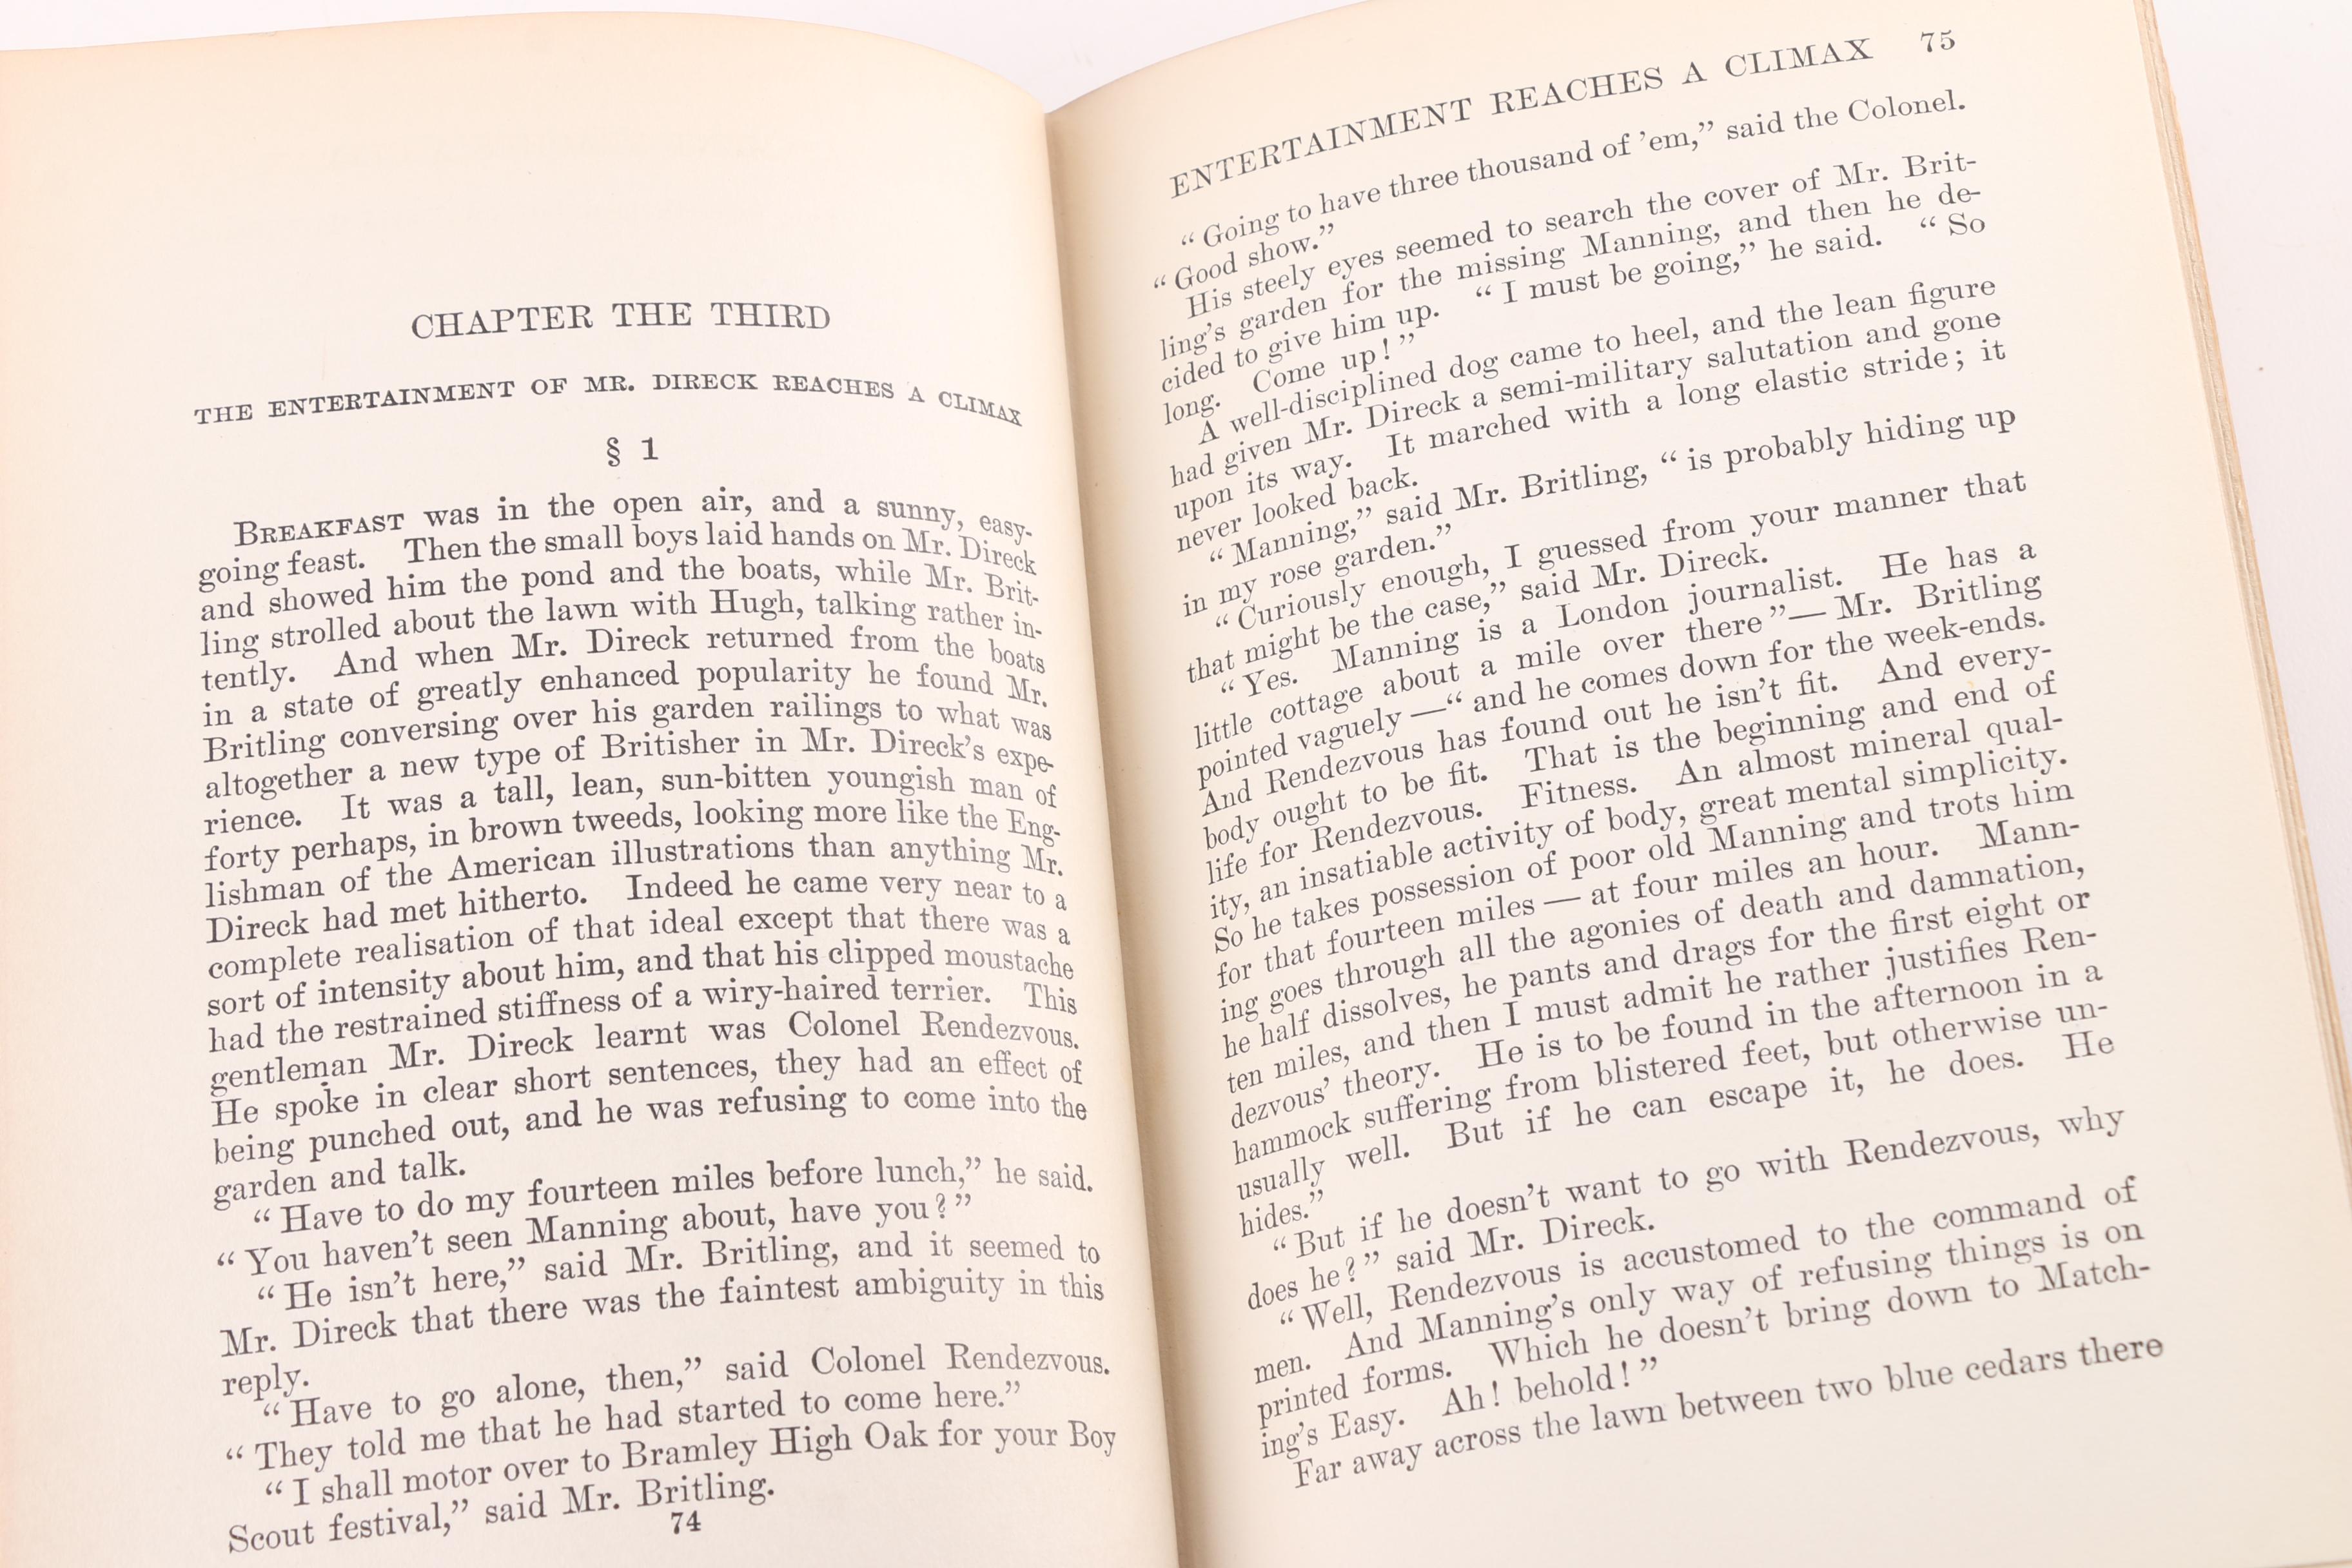 CHAPTER THE THIRD
THE ENTERTAINMENT OF MR. DIRECK REACHES A CLIMAX
§ 1
BREAKFAST was in the open air, and a sunny, easy-
going feast. Then the small boys laid hands on Mr. Direck
and showed him the pond and the boats, while Mr. Brit-
ling strolled about the lawn with Hugh, talking rather in-
tently. And when Mr. Direck returned from the boats
in a state of greatly enhanced popularity he found Mr.
Britling conversing over his garden railings to what was
altogether a new type of Britisher in Mr. Direck's expe-
rience. It was a tall, lean, sun-bitten youngish man of
forty perhaps, in brown tweeds, looking more like the Eng-
lishman of the American illustrations than anything Mr.
Direck had met hitherto. Indeed he came very near to a
complete realisation of that ideal except that there was a
sort of intensity about him, and that his clipped moustache
had the restrained stiffness of a wiry-haired terrier. This
gentleman Mr. Direck learnt was Colonel Rendezvous.
He spoke in clear short sentences, they had an effect of
being punched out, and he was refusing to come into the
garden and talk.
“Have to do my fourteen miles before lunch,” he said.
“You haven't seen Manning about, have you?”
“He isn't here,” said Mr. Britling, and it seemed to
Mr. Direck that there was the faintest ambiguity in this
reply.
“Have to go alone, then,” said Colonel Rendezvous.
“They told me that he had started to come here.”
“I shall motor over to Bramley High Oak for your Boy
Scout festival,” said Mr. Britling.
74
ENTERTAINMENT REACHES A CLIMAX 75
“Going to have three thousand of 'em,” said the Colonel.
“Good show.”
His steely eyes seemed to search the cover of Mr. Brit-
ling's garden for the missing Manning, and then he de-
cided to give him up. “I must be going,” he said. “So
long. Come up!”
A well-disciplined dog came to heel, and the lean figure
had given Mr. Direck a semi-military salutation and gone
upon its way. It marched with a long elastic stride; it
never looked back.
“Manning,” said Mr. Britling, “is probably hiding up
in my rose garden.”
“Curiously enough, I guessed from your manner that
that might be the case,” said Mr. Direck.
“Yes. Manning is a London journalist. He has a
little cottage about a mile over there”—Mr. Britling
pointed vaguely—“and he comes down for the week-ends.
And Rendezvous has found out he isn't fit. And every-
body ought to be fit. That is the beginning and end of
life for Rendezvous. Fitness. An almost mineral qual-
ity, an insatiable activity of body, great mental simplicity.
So he takes possession of poor old Manning and trots him
for that fourteen miles — at four miles an hour. Mann-
ing goes through all the agonies of death and damnation,
he half dissolves, he pants and drags for the first eight or
ten miles, and then I must admit he rather justifies Ren-
dezvous' theory. He is to be found in the afternoon in a
hammock suffering from blistered feet, but otherwise un-
usually well. But if he can escape it, he does. He
hides.”
“But if he doesn't want to go with Rendezvous, why
does he?” said Mr. Direck.
“Well, Rendezvous is accustomed to the command of
men. And Manning's only way of refusing things is on
printed forms. Which he doesn't bring down to Match-
ing's Easy. Ah! behold!”
Far away across the lawn between two blue cedars there